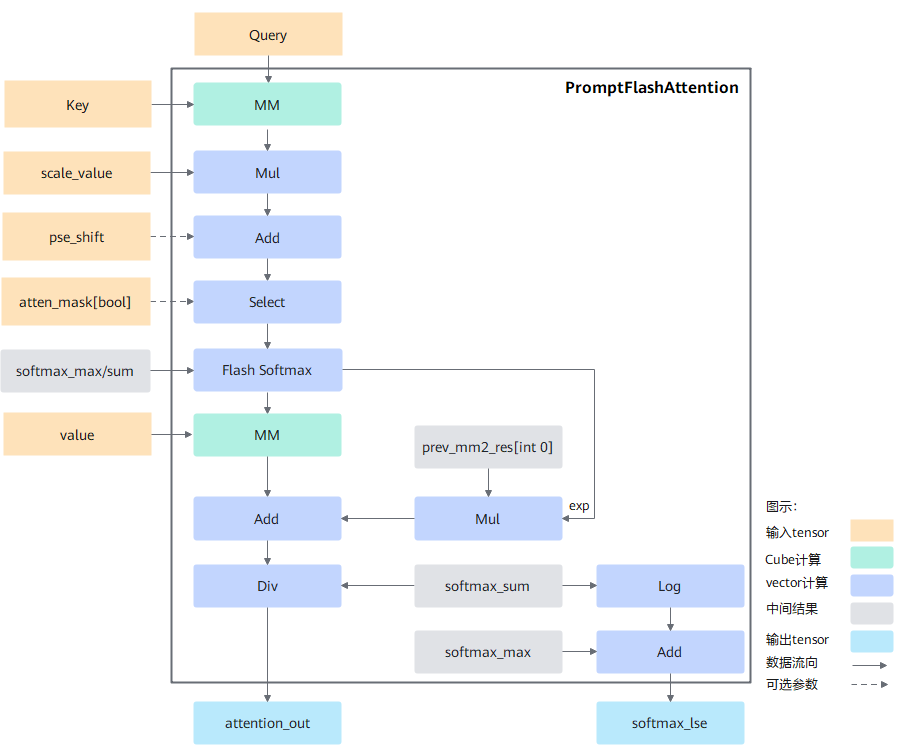 Query
PromptFlashAttention
Key
MM
scale_value
Mul
pse_shift
Add
atten_mask[bool]
Select
softmax_max/sum
Flash Softmax
value
MM
prev_mm2_res[int 0]
exp
Add
Mul
Div
softmax_sum
Log
softmax_max
Add
attention_out
softmax_lse
图示：
输入tensor
Cube计算
vector计算
中间结果
输出tensor
数据流向
可选参数